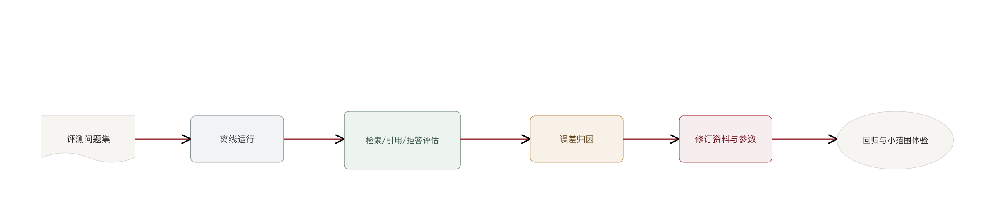 评测问题集
离线运行
检索/引用/拒答评估
误差归因
修订资料与参数
回归与小范围体验